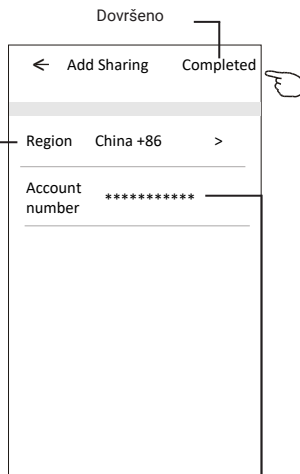 Dovršeno
Add Sharing Completed
Region China +86 >
Account
number ***********